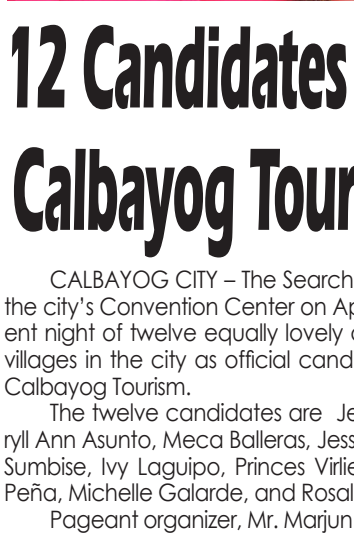 12 Candidates
Calbayog Tour
CALBAYOG CITY – The Search
the city's Convention Center on Ap
ent night of twelve equally lovely
villages in the city as official cand
Calbayog Tourism.
The twelve candidates are Je
ryll Ann Asunto, Meca Balleras, Jess
Sumbise, Ivy Laguipo, Princes Virlie
Peña, Michelle Galarde, and Rosal
Pageant organizer, Mr. Marjun